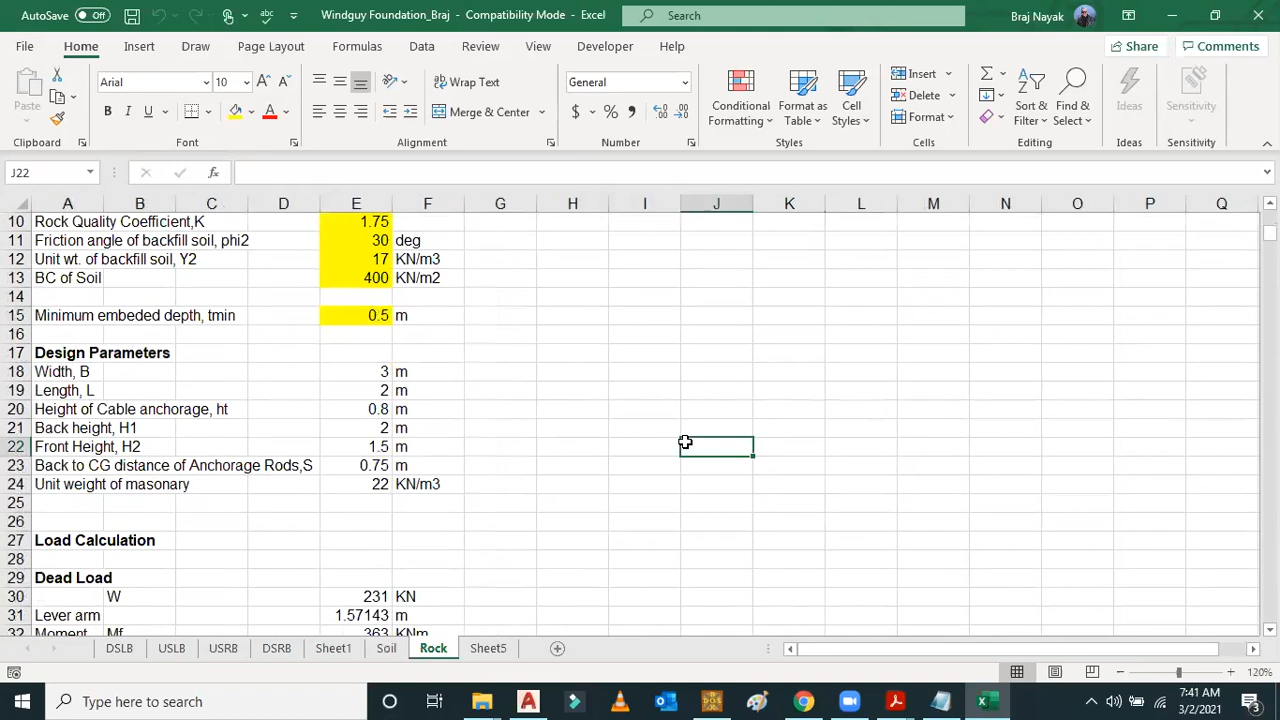 AutoSave Off Windguy Foundation_Braj - Compatibility Mode - Excel Search Braj Nayak
File Home Insert Draw Page Layout Formulas Data Review View Developer Help Share Comments
Paste Arial 10 A A Wrap Text General Conditional Formatting Format as Table Cell Styles Insert Sort & Filter Find & Select Ideas Sensitivity
B I U A Merge & Center $ % , Delete
Format
Clipboard Font Alignment Number Styles Cells Editing Ideas Sensitivity
J22 fx
A B C D E F G H I J K L M N O P Q
10 Rock Quality Coefficient,K 1.75
11 Friction angle of backfill soil, phi2 30 deg
12 Unit wt. of backfill soil, Y2 17 KN/m3
13 BC of Soil 400 KN/m2
14
15 Minimum embeded depth, tmin 0.5 m
16
17 Design Parameters
18 Width, B 3 m
19 Length, L 2 m
20 Height of Cable anchorage, ht 0.8 m
21 Back height, H1 2 m
22 Front Height, H2 1.5 m
23 Back to CG distance of Anchorage Rods,S 0.75 m
24 Unit weight of masonary 22 KN/m3
25
26
27 Load Calculation
28
29 Dead Load
30 W 231 KN
31 Lever arm 1.57143 m
32 Moment Mf 363 KNm
DSLB USLB USRB DSRB Sheet1 Soil Rock Sheet5
120%
Type here to search 7:41 AM
3/2/2021 3